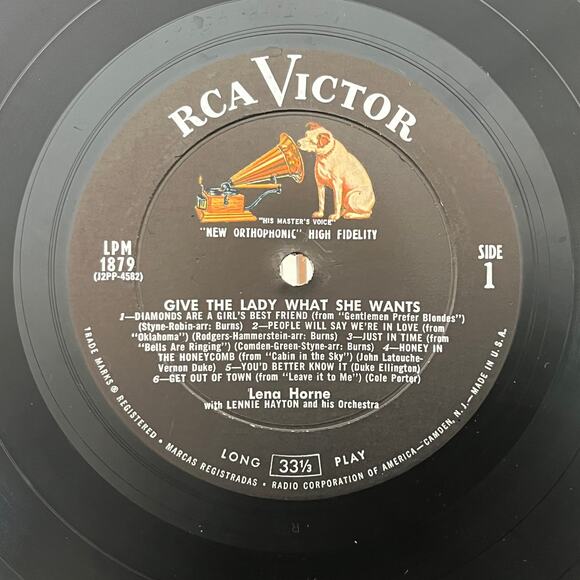 RCA VICTOR
"HIS MASTER'S VOICE"
"NEW ORTHOPHONIC" HIGH FIDELITY
LPM
1879
(J2PP-4582)
SIDE
1
GIVE THE LADY WHAT SHE WANTS
1—DIAMONDS ARE A GIRL'S BEST FRIEND (from "Gentlemen Prefer Blondes")
(Styne-Robin-arr: Burns) 2—PEOPLE WILL SAY WE'RE IN LOVE (from
"Oklahoma") (Rodgers-Hammerstein-arr: Burns) 3—JUST IN TIME (from
"Bells Are Ringing") (Comden-Green-Styne-arr: Burns) 4—HONEY IN
THE HONEYCOMB (from "Cabin in the Sky") (John Latouche-
Vernon Duke) 5—YOU'D BETTER KNOW IT (Duke Ellington)
6—GET OUT OF TOWN (from "Leave it to Me") (Cole Porter)
Lena Horne
with LENNIE HAYTON and his Orchestra
LONG 33⅓ PLAY
TRADE MARKS ® REGISTERED • MARCAS REGISTRADAS • RADIO CORPORATION OF AMERICA—CAMDEN, N. J.—MADE IN U.S.A.
R